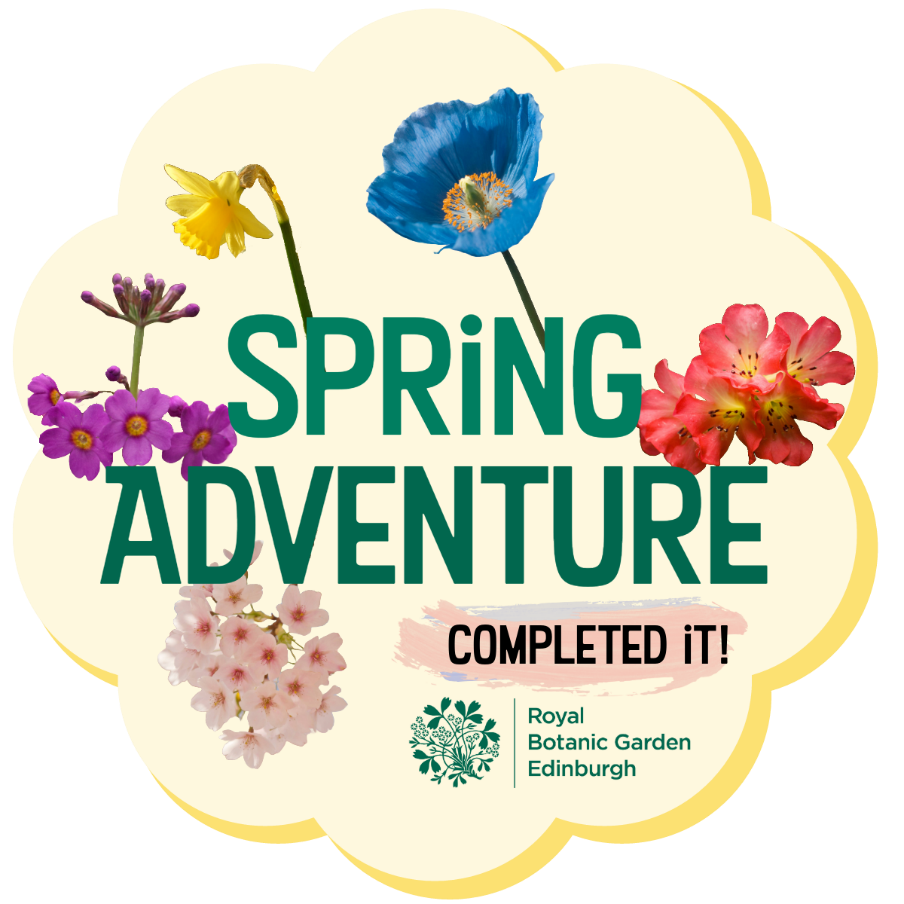 SPRiNG
ADVENTURE
COMPLETED iT!
Royal
Botanic Garden
Edinburgh